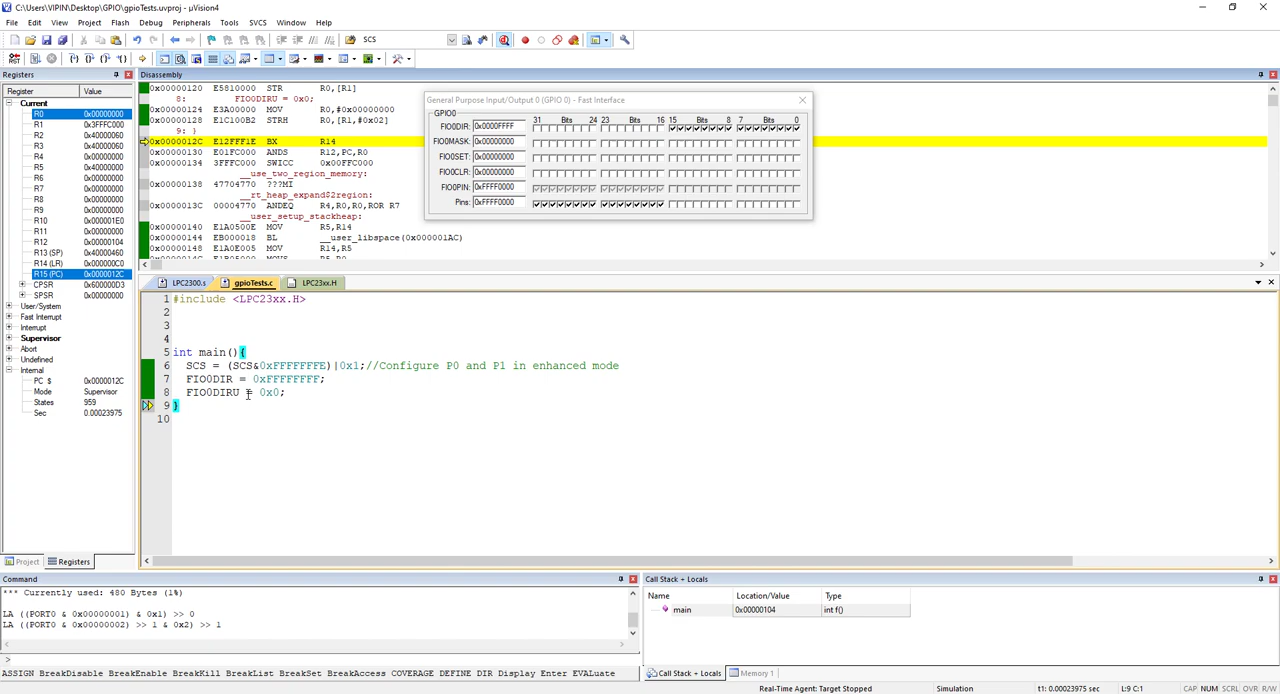 C:\Users\VIPIN\Desktop\GPIO\gpioTests.uvproj - µVision4
File Edit View Project Flash Debug Peripherals Tools SVCS Window Help
SCS
Registers
Register Value
Current
R0 0x00000000
R1 0x3FFFC000
R2 0x40000060
R3 0x40000060
R4 0x00000000
R5 0x40000000
R6 0x00000000
R7 0x00000000
R8 0x00000000
R9 0x00000000
R10 0x000001E0
R11 0x00000000
R12 0x00000104
R13 (SP) 0x40000460
R14 (LR) 0x000000C0
R15 (PC) 0x0000012C
CPSR 0x600000D3
SPSR 0x00000000
User/System
Fast Interrupt
Interrupt
Supervisor
Abort
Undefined
Internal
PC $ 0x0000012C
Mode Supervisor
States 959
Sec 0.00023975
Project Registers
Disassembly
0x00000120 E5810000 STR R0,[R1]
8: FIO0DIRU = 0x0;
0x00000124 E3A00000 MOV R0,#0x00000000
0x00000128 E1C100B2 STRH R0,[R1,#0x02]
9: }
0x0000012C E12FFF1E BX R14
0x00000130 E01FC000 ANDS R12,PC,R0
0x00000134 3FFFC000 SWICC 0x00FFC000
__use_two_region_memory:
0x00000138 47704770 ???MI
__rt_heap_expand$2region:
0x0000013C 00004770 ANDEQ R4,R0,R0,ROR R7
__user_setup_stackheap:
0x00000140 E1A0500E MOV R5,R14
0x00000144 EB000018 BL __user_libspace(0x000001AC)
0x00000148 E1A0E005 MOV R14,R5
General Purpose Input/Output 0 (GPIO 0) - Fast Interface
GPIO0
31 Bits 24 23 Bits 16 15 Bits 8 7 Bits 0
FIO0DIR: 0x0000FFFF
FIO0MASK: 0x00000000
FIO0SET: 0x00000000
FIO0CLR: 0x00000000
FIO0PIN: 0xFFFF0000
Pins: 0xFFFF0000
LPC2300.s gpioTests.c LPC23xx.H
1 #include <LPC23xx.H>
2
3
4
5 int main(){
6 SCS = (SCS&0xFFFFFFFE)|0x1;//Configure P0 and P1 in enhanced mode
7 FIO0DIR = 0xFFFFFFFF;
8 FIO0DIRU = 0x0;
9 }
10
Command
*** Currently used: 480 Bytes (1%)
LA ((PORT0 & 0x00000001) & 0x1) >> 0
LA ((PORT0 & 0x00000002) >> 1 & 0x2) >> 1
>
ASSIGN BreakDisable BreakEnable BreakKill BreakList BreakSet BreakAccess COVERAGE DEFINE DIR Display Enter EVALuate
Call Stack + Locals
Name Location/Value Type
main 0x00000104 int f()
Call Stack + Locals Memory 1
Real-Time Agent: Target Stopped Simulation t1: 0.00023975 sec L:9 C:1 CAP NUM SCRL OVR R/W